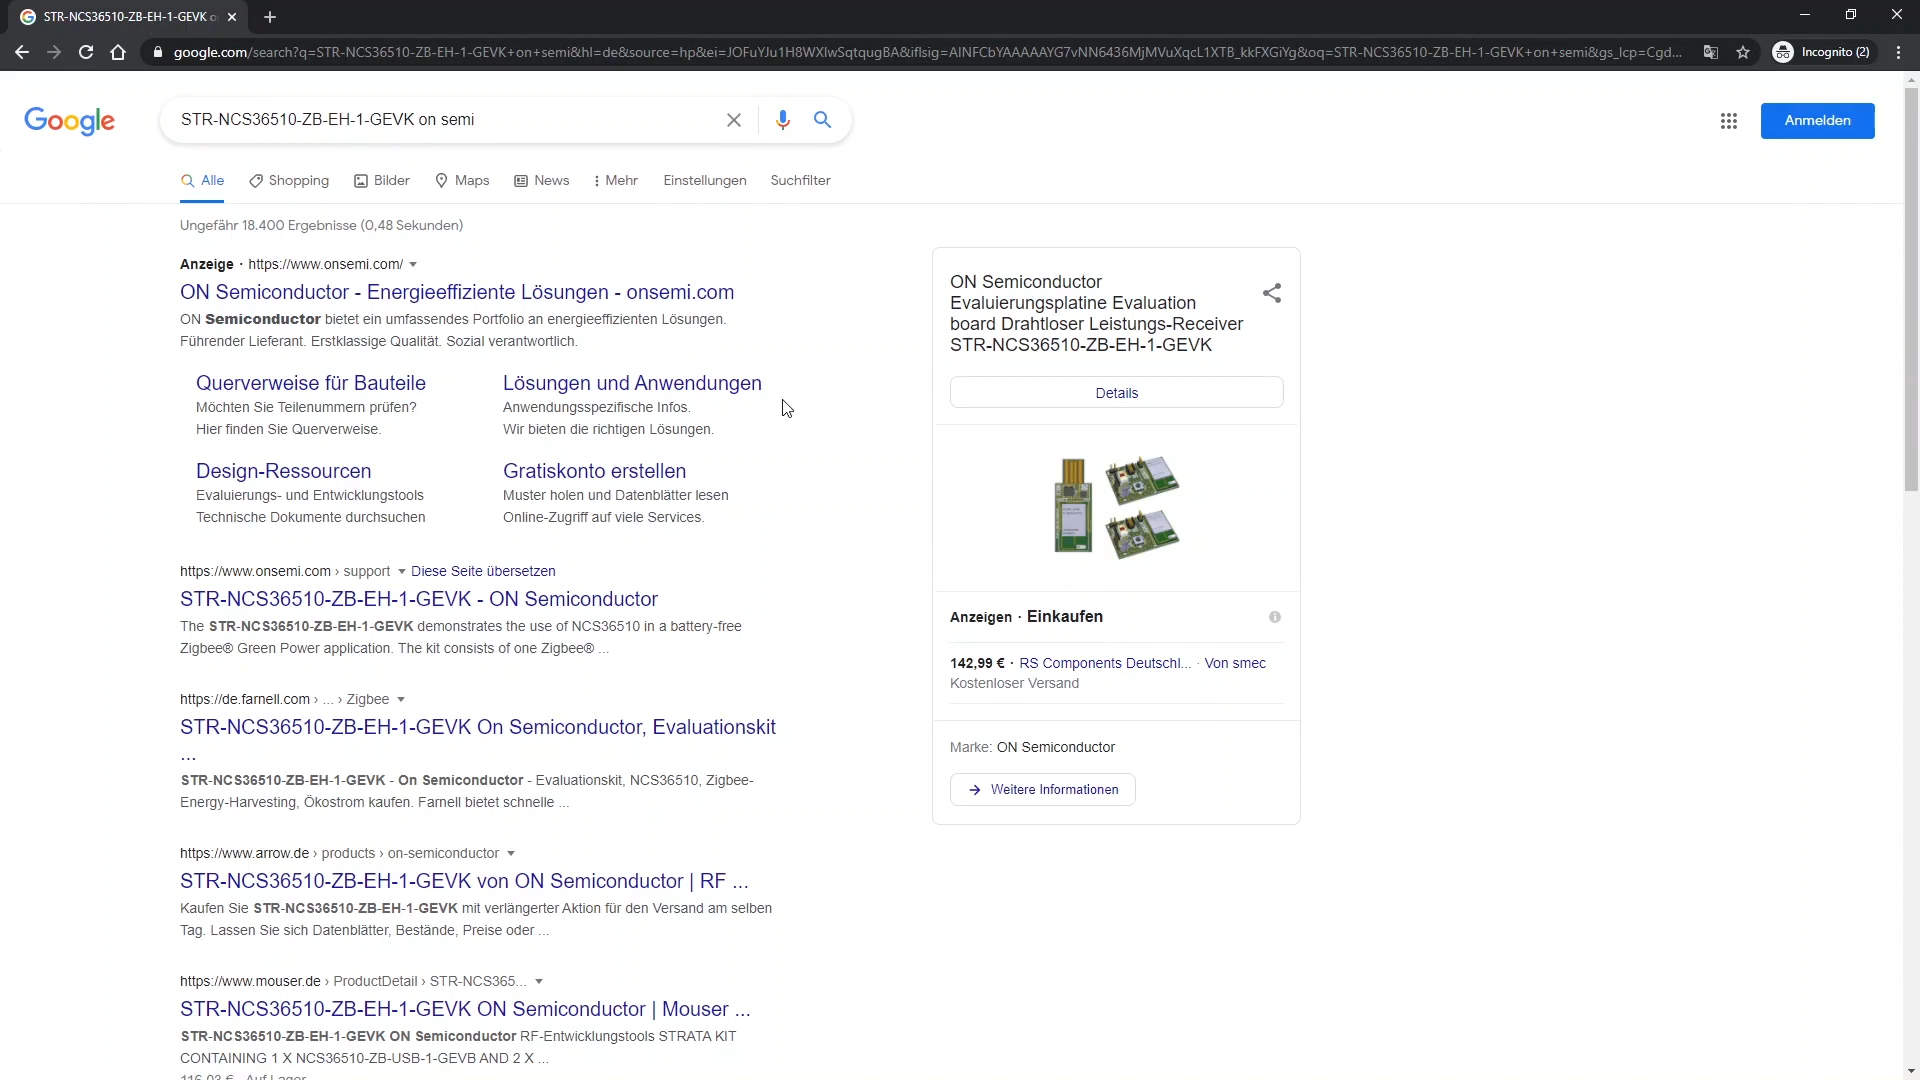 STR-NCS36510-ZB-EH-1-GEVK o
google.com/search?q=STR-NCS36510-ZB-EH-1-GEVK+on+semi&hl=de&source=hp&ei=JOFuYJu1H8WXlwSqtqugBA&iflsig=AINFCbYAAAAAYG7vNN6436MjMVuXqcL1XTB_kkFXGiYg&oq=STR-NCS36510-ZB-EH-1-GEVK+on+semi&gs_lcp=Cgd...
Incognito (2)
Google
STR-NCS36510-ZB-EH-1-GEVK on semi
Anmelden
Alle
Shopping
Bilder
Maps
News
Mehr
Einstellungen
Suchfilter
Ungefähr 18.400 Ergebnisse (0,48 Sekunden)
Anzeige · https://www.onsemi.com/
ON Semiconductor - Energieeffiziente Lösungen - onsemi.com
ON Semiconductor bietet ein umfassendes Portfolio an energieeffizienten Lösungen.
Führender Lieferant. Erstklassige Qualität. Sozial verantwortlich.
Querverweise für Bauteile
Möchten Sie Teilenummern prüfen?
Hier finden Sie Querverweise.
Lösungen und Anwendungen
Anwendungsspezifische Infos.
Wir bieten die richtigen Lösungen.
Design-Ressourcen
Evaluierungs- und Entwicklungstools
Technische Dokumente durchsuchen
Gratiskonto erstellen
Muster holen und Datenblätter lesen
Online-Zugriff auf viele Services.
https://www.onsemi.com › support Diese Seite übersetzen
STR-NCS36510-ZB-EH-1-GEVK - ON Semiconductor
The STR-NCS36510-ZB-EH-1-GEVK demonstrates the use of NCS36510 in a battery-free
Zigbee® Green Power application. The kit consists of one Zigbee® ...
https://de.farnell.com › ... › Zigbee
STR-NCS36510-ZB-EH-1-GEVK On Semiconductor, Evaluationskit
...
STR-NCS36510-ZB-EH-1-GEVK - On Semiconductor - Evaluationskit, NCS36510, Zigbee-
Energy-Harvesting, Ökostrom kaufen. Farnell bietet schnelle ...
https://www.arrow.de › products › on-semiconductor
STR-NCS36510-ZB-EH-1-GEVK von ON Semiconductor | RF ...
Kaufen Sie STR-NCS36510-ZB-EH-1-GEVK mit verlängerter Aktion für den Versand am selben
Tag. Lassen Sie sich Datenblätter, Bestände, Preise oder ...
https://www.mouser.de › ProductDetail › STR-NCS365...
STR-NCS36510-ZB-EH-1-GEVK ON Semiconductor | Mouser ...
STR-NCS36510-ZB-EH-1-GEVK ON Semiconductor RF-Entwicklungstools STRATA KIT
CONTAINING 1 X NCS36510-ZB-USB-1-GEVB AND 2 X ...
116,03 € · Auf Lager
ON Semiconductor
Evaluierungsplatine Evaluation
board Drahtloser Leistungs-Receiver
STR-NCS36510-ZB-EH-1-GEVK
Details
Anzeigen · Einkaufen
142,99 € · RS Components Deutschl... · Von smec
Kostenloser Versand
Marke: ON Semiconductor
Weitere Informationen